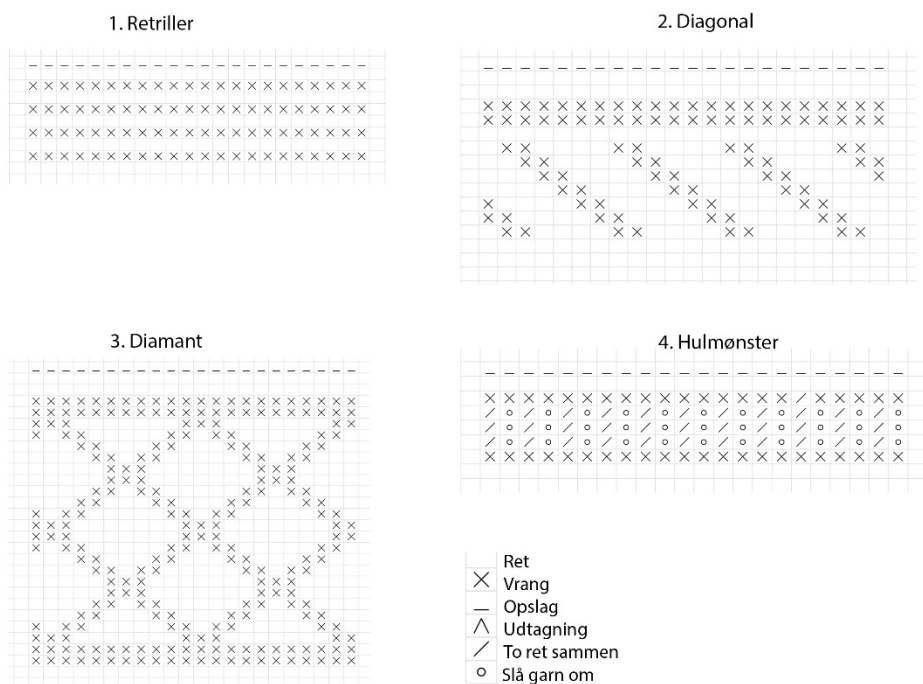 1. Retriller
2. Diagonal
3. Diamant
4. Hulmønster
Ret
Vrang
Opslag
Udtagning
To ret sammen
Slå garn om